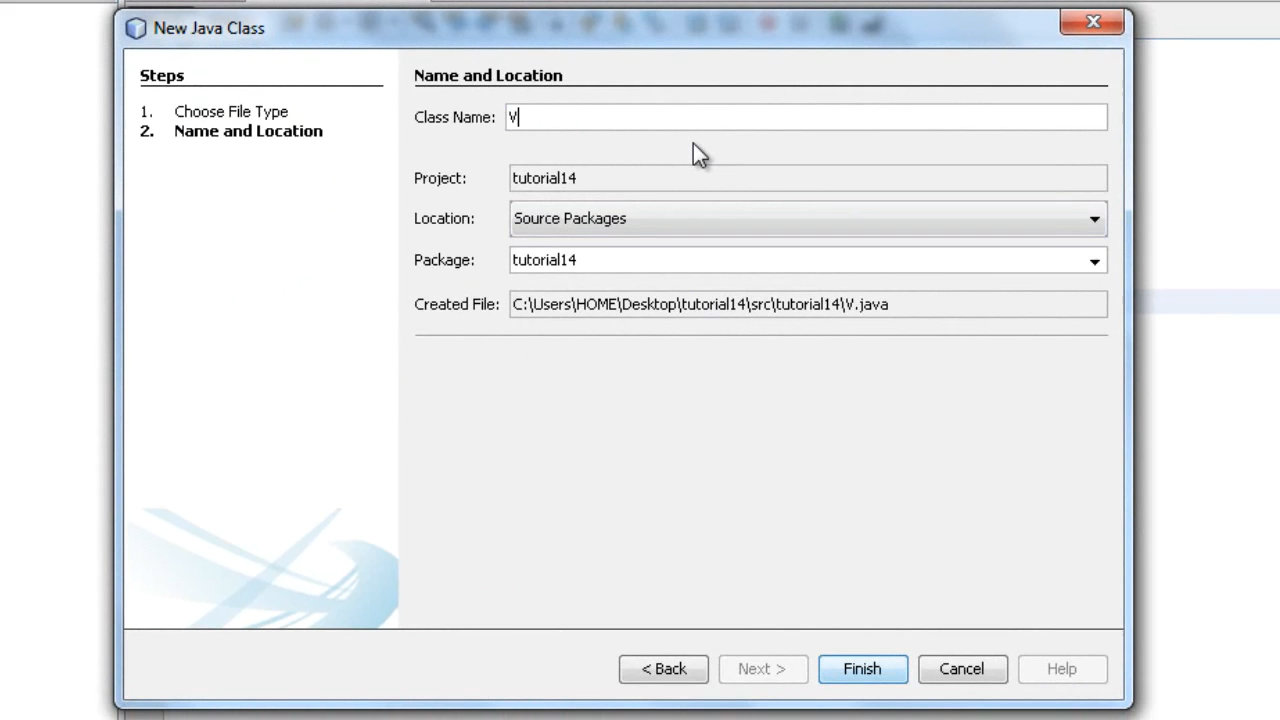 New Java Class
Steps
1. Choose File Type
2. Name and Location
Name and Location
Class Name: V
Project: tutorial14
Location: Source Packages
Package: tutorial14
Created File: C:\Users\HOME\Desktop\tutorial14\src\tutorial14\V.java
< Back Next > Finish Cancel Help